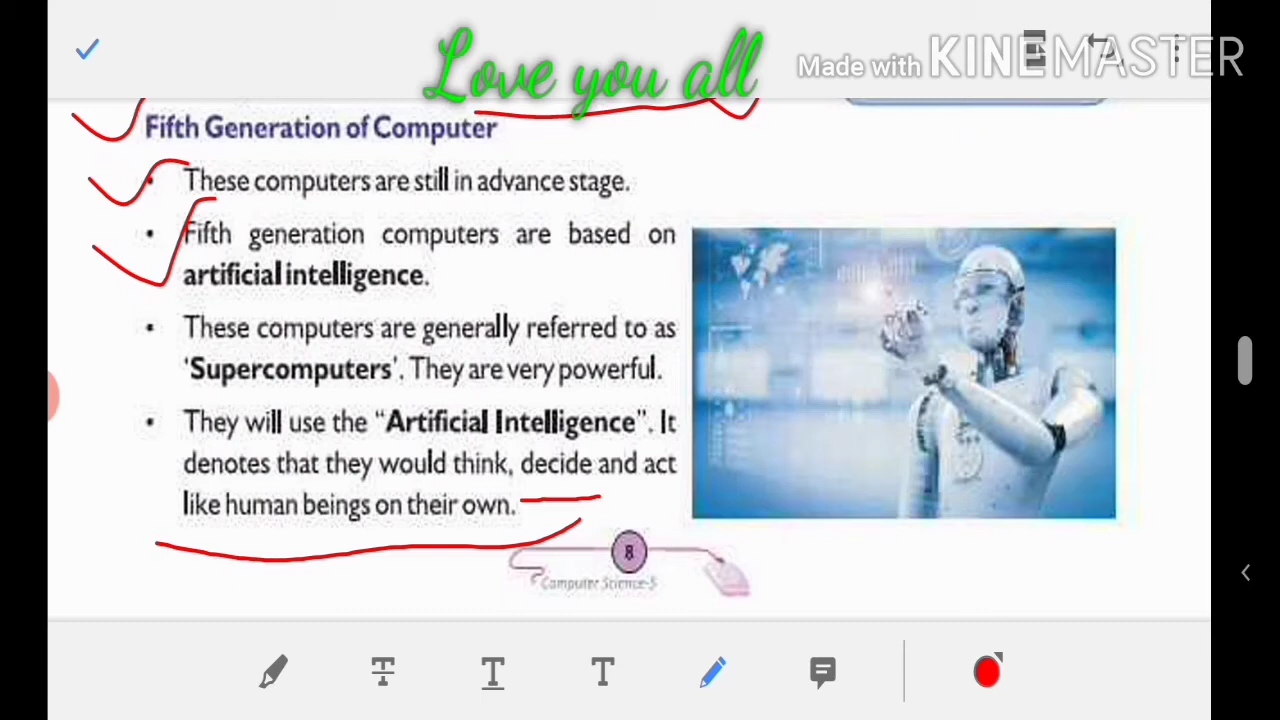 Love you all
Made with KINEMASTER
Fifth Generation of Computer
• These computers are still in advance stage.
• Fifth generation computers are based on
artificial intelligence.
• These computers are generally referred to as
‘Supercomputers’. They are very powerful.
• They will use the “Artificial Intelligence”. It
denotes that they would think, decide and act
like human beings on their own.
8
Computer Science-5
T
T
T